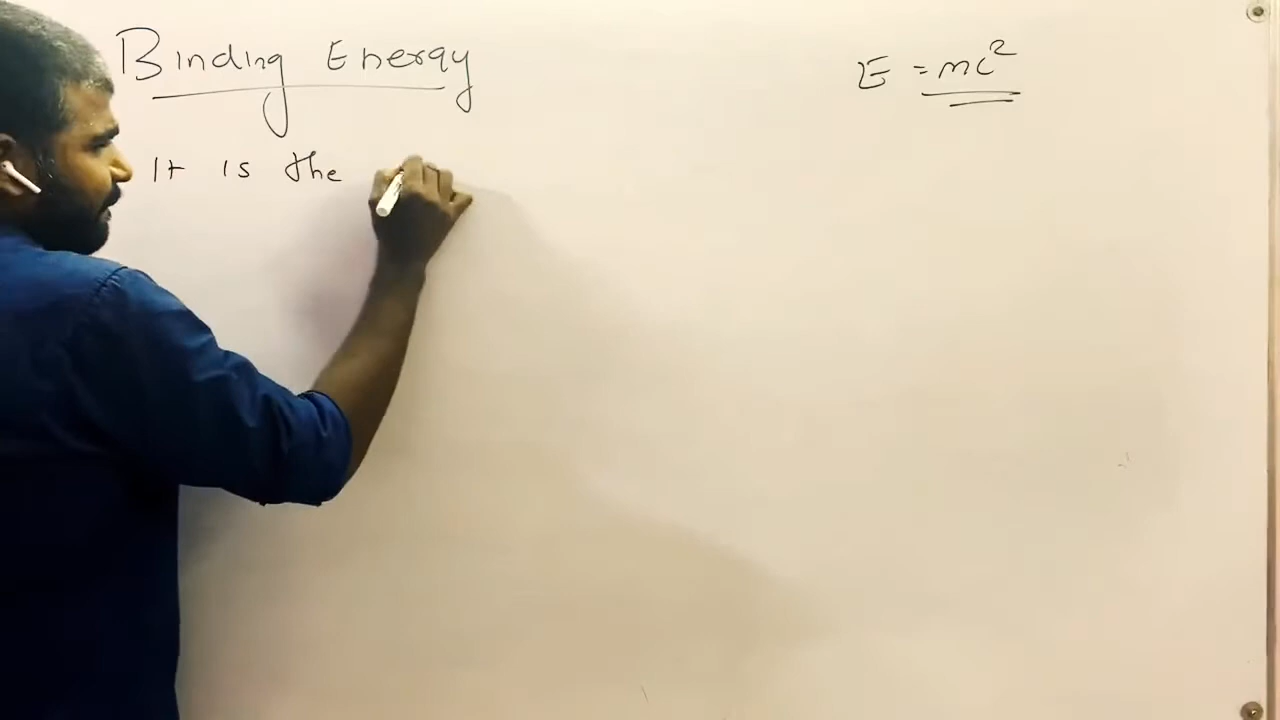 Binding Energy
E = mc²
It is the